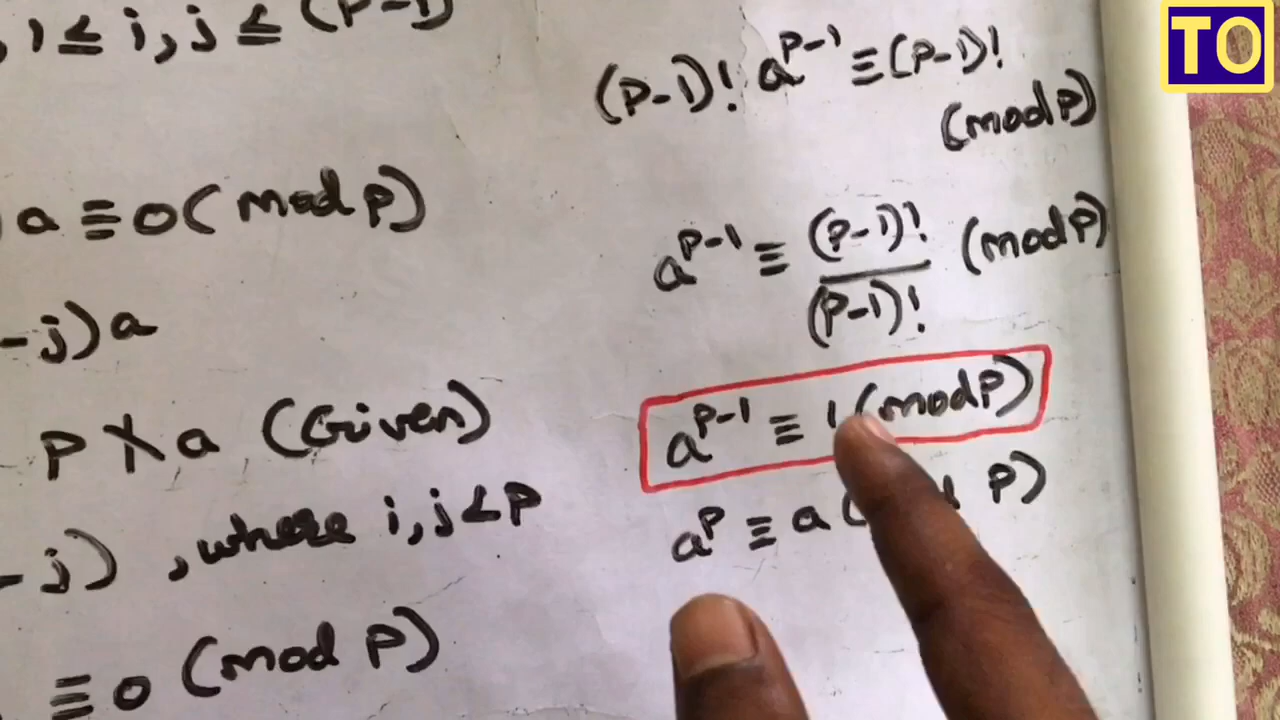 , 1 ≤ i, j ≤ (P-1)
a ≡ 0 (mod p)
-j) a
P ∤ a (Given)
-j) , where i, j < P
≡ 0 (mod P)
(P-1)! a^{P-1} ≡ (P-1)!
(mod P)
a^{P-1} ≡ (P-1)!/(P-1)! (mod P)
a^{P-1} ≡ 1 (mod P)
a^P ≡ a ( P)
TO